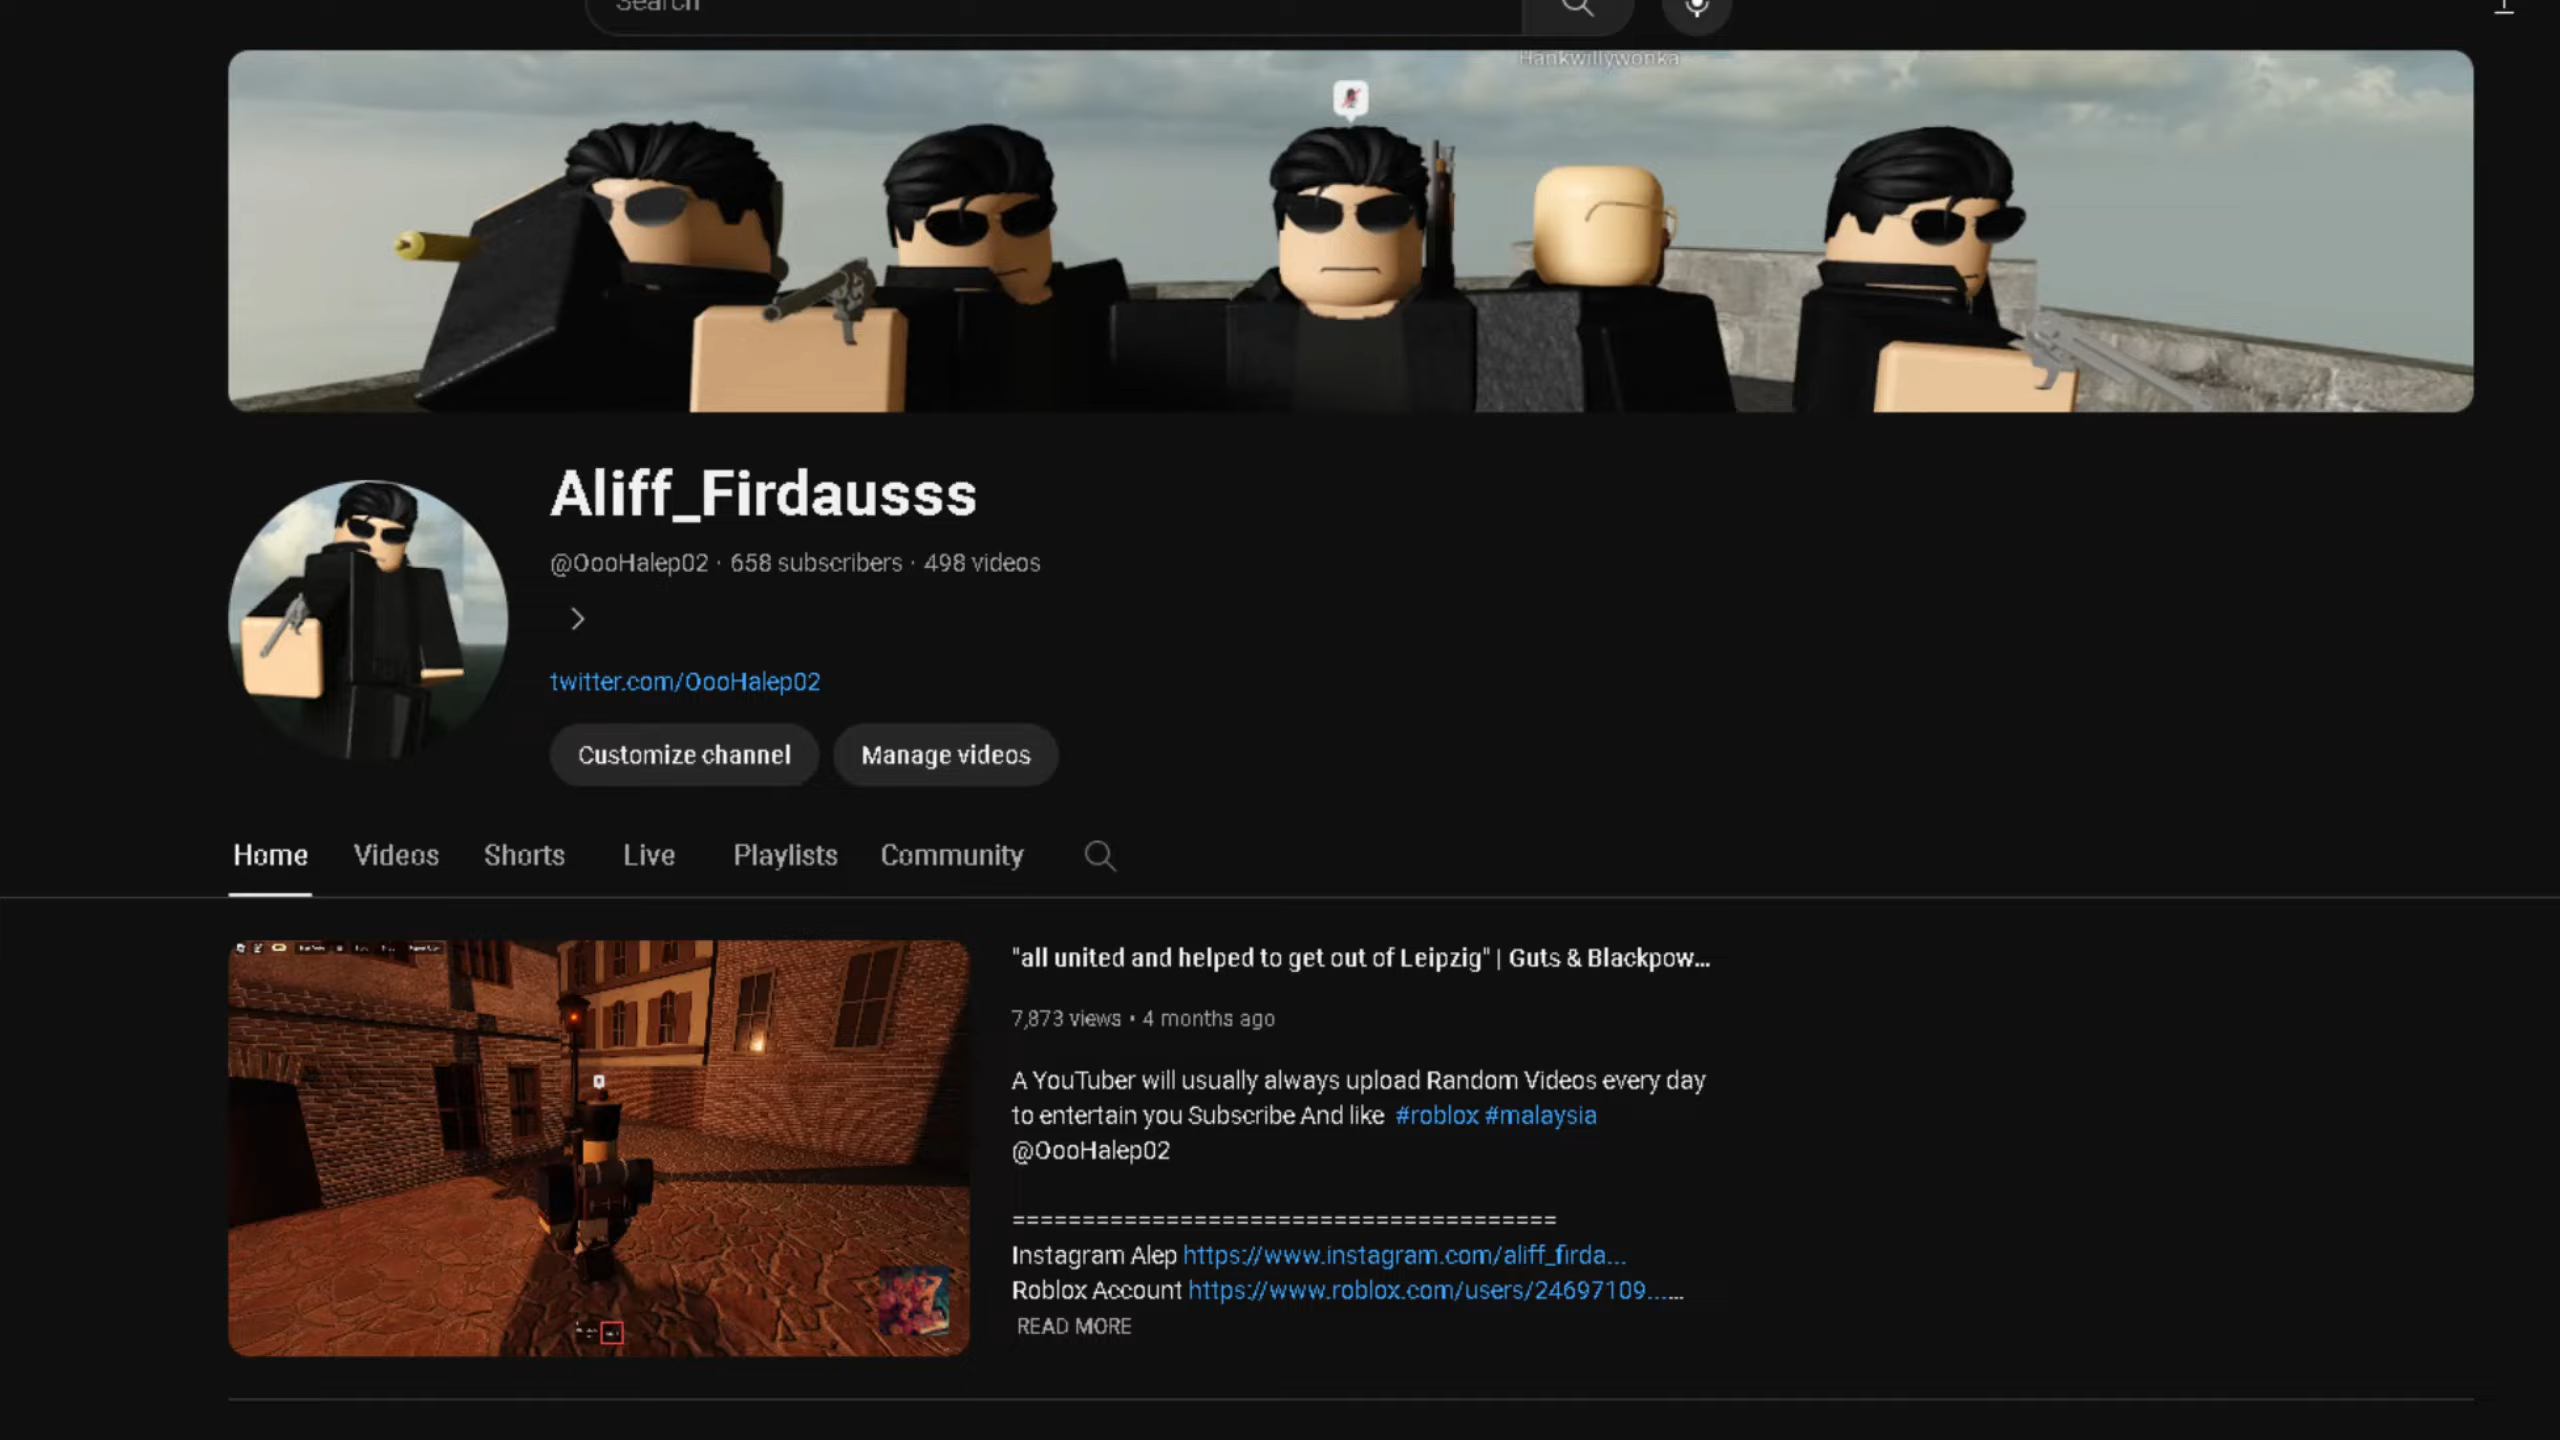 Search
Hankwillywonka
Aliff_Firdausss
@OooHalep02 · 658 subscribers · 498 videos
twitter.com/OooHalep02
Customize channel
Manage videos
Home
Videos
Shorts
Live
Playlists
Community
"all united and helped to get out of Leipzig" | Guts & Blackpow...
7,873 views • 4 months ago
A YouTuber will usually always upload Random Videos every day
to entertain you Subscribe And like #roblox #malaysia
@OooHalep02
=======================================
Instagram Alep https://www.instagram.com/aliff_firda...
Roblox Account https://www.roblox.com/users/24697109......
READ MORE